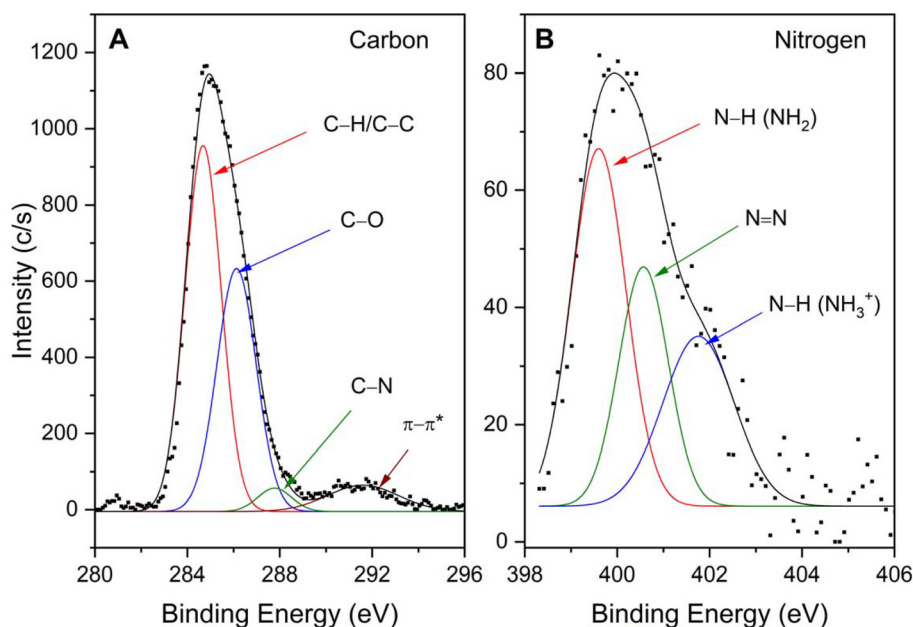 A
Carbon
C–H/C–C
C–O
C–N
π–π*
1200
1000
800
600
400
200
0
Intensity (c/s)
280 284 288 292 296
Binding Energy (eV)
B
Nitrogen
N–H (NH₂)
N=N
N–H (NH₃⁺)
80
60
40
20
0
398 400 402 404 406
Binding Energy (eV)